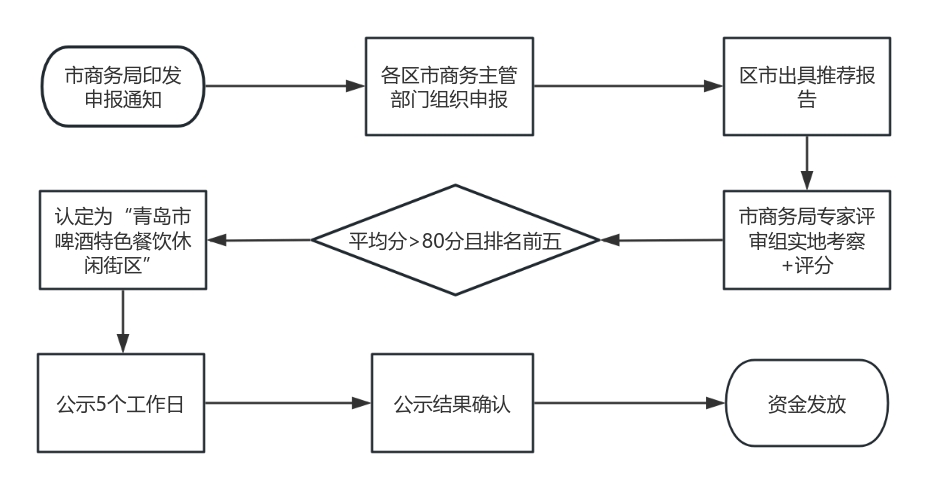 市商务局印发
申报通知
各区市商务主管
部门组织申报
区市出具推荐报
告
市商务局专家评
审组实地考察
+评分
平均分>80分且排名前五
认定为“青岛市
啤酒特色餐饮休
闲街区”
公示5个工作日
公示结果确认
资金发放